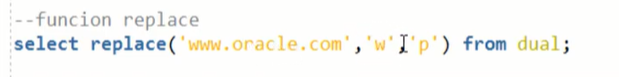 --funcion replace
select replace('www.oracle.com','w','p') from dual;